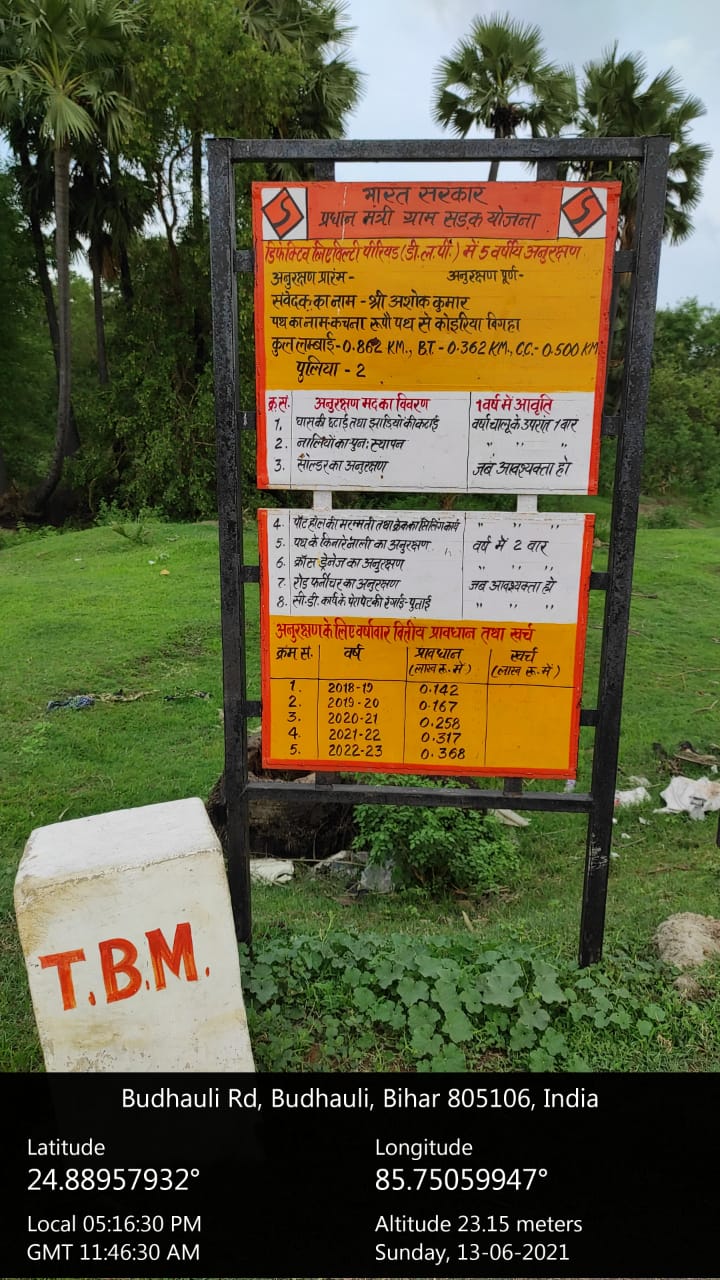 भारत सरकार
प्रधान मंत्री ग्राम सड़क योजना
डिफेक्टिव लिएबिल्टी पीरियड (डी.ल.पी.) में 5 वर्षीय अनुरक्षण
अनुरक्षण प्रारंभ- अनुरक्षण पूर्ण-
संवेदक का नाम - श्री अशोक कुमार
पथ का नाम-कचना रूपौ पथ से कोइरिया बिगहा
कुल लम्बाई-0.862 KM., B.T.-0.362 KM., C.C.-0.500 KM
पुलिया - 2
क्र.स. अनुरक्षण मद का विवरण 1 वर्ष में आवृति
1. घास की छटाई तथा झाड़ियों की कटाई वर्षा चालू के उपरांत 1 बार
2. नालियों का पुनः स्थापन " " "
3. सोल्डर का अनुरक्षण जब आवश्यक्ता हो
4. पॉट होल की मरम्मती तथा क्रेक का सिलिंग कार्य " " "
5. पथ के किनारे नाली का अनुरक्षण वर्ष में 2 बार
6. क्रॉस ड्रेनेज का अनुरक्षण " " "
7. रोड फर्नीचर का अनुरक्षण जब आवश्यक्ता हो
8. सी.डी. कार्य के पारापेट की रंगाई-पुताई " " "
अनुरक्षण के लिए वर्षावार वितीय प्रावधान तथा खर्च
क्रम स. वर्ष प्रावधान खर्च
(लाख रू. में) (लाख रू. में)
1. 2018-19 0.142
2. 2019-20 0.167
3. 2020-21 0.258
4. 2021-22 0.317
5. 2022-23 0.368
T.B.M.
Budhauli Rd, Budhauli, Bihar 805106, India
Latitude Longitude
24.88957932° 85.75059947°
Local 05:16:30 PM Altitude 23.15 meters
GMT 11:46:30 AM Sunday, 13-06-2021